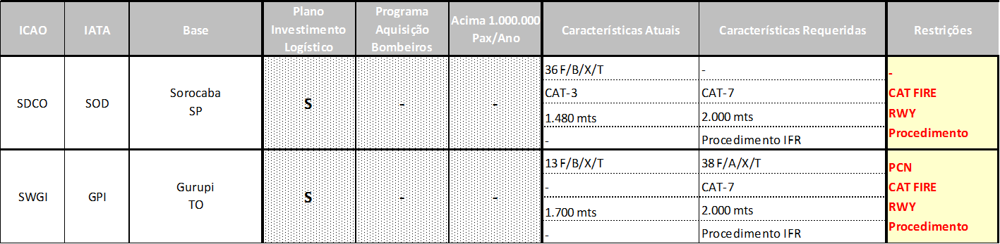 ICAO
IATA
Base
Plano
Investimento
Logístico
Programa
Aquisição
Bombeiros
Acima 1.000.000
Pax/Ano
Características Atuais
Características Requeridas
Restrições
SDCO
SOD
Sorocaba
SP
S
-
-
36 F/B/X/T
-
-
CAT-3
CAT-7
CAT FIRE
1.480 mts
2.000 mts
RWY
-
Procedimento IFR
Procedimento
SWGI
GPI
Gurupi
TO
S
-
-
13 F/B/X/T
38 F/A/X/T
PCN
-
CAT-7
CAT FIRE
1.700 mts
2.000 mts
RWY
-
Procedimento IFR
Procedimento